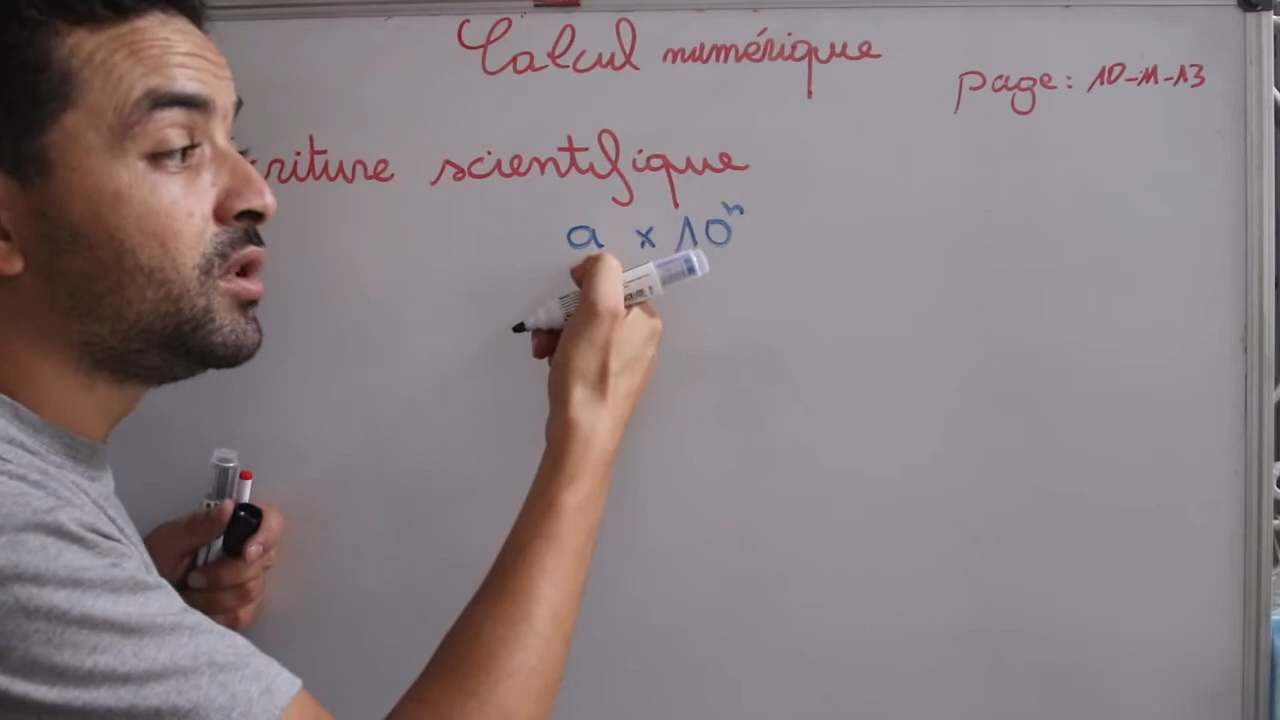 Calcul numérique
page: 10-11-13
riture scientifique
a x 10ⁿ